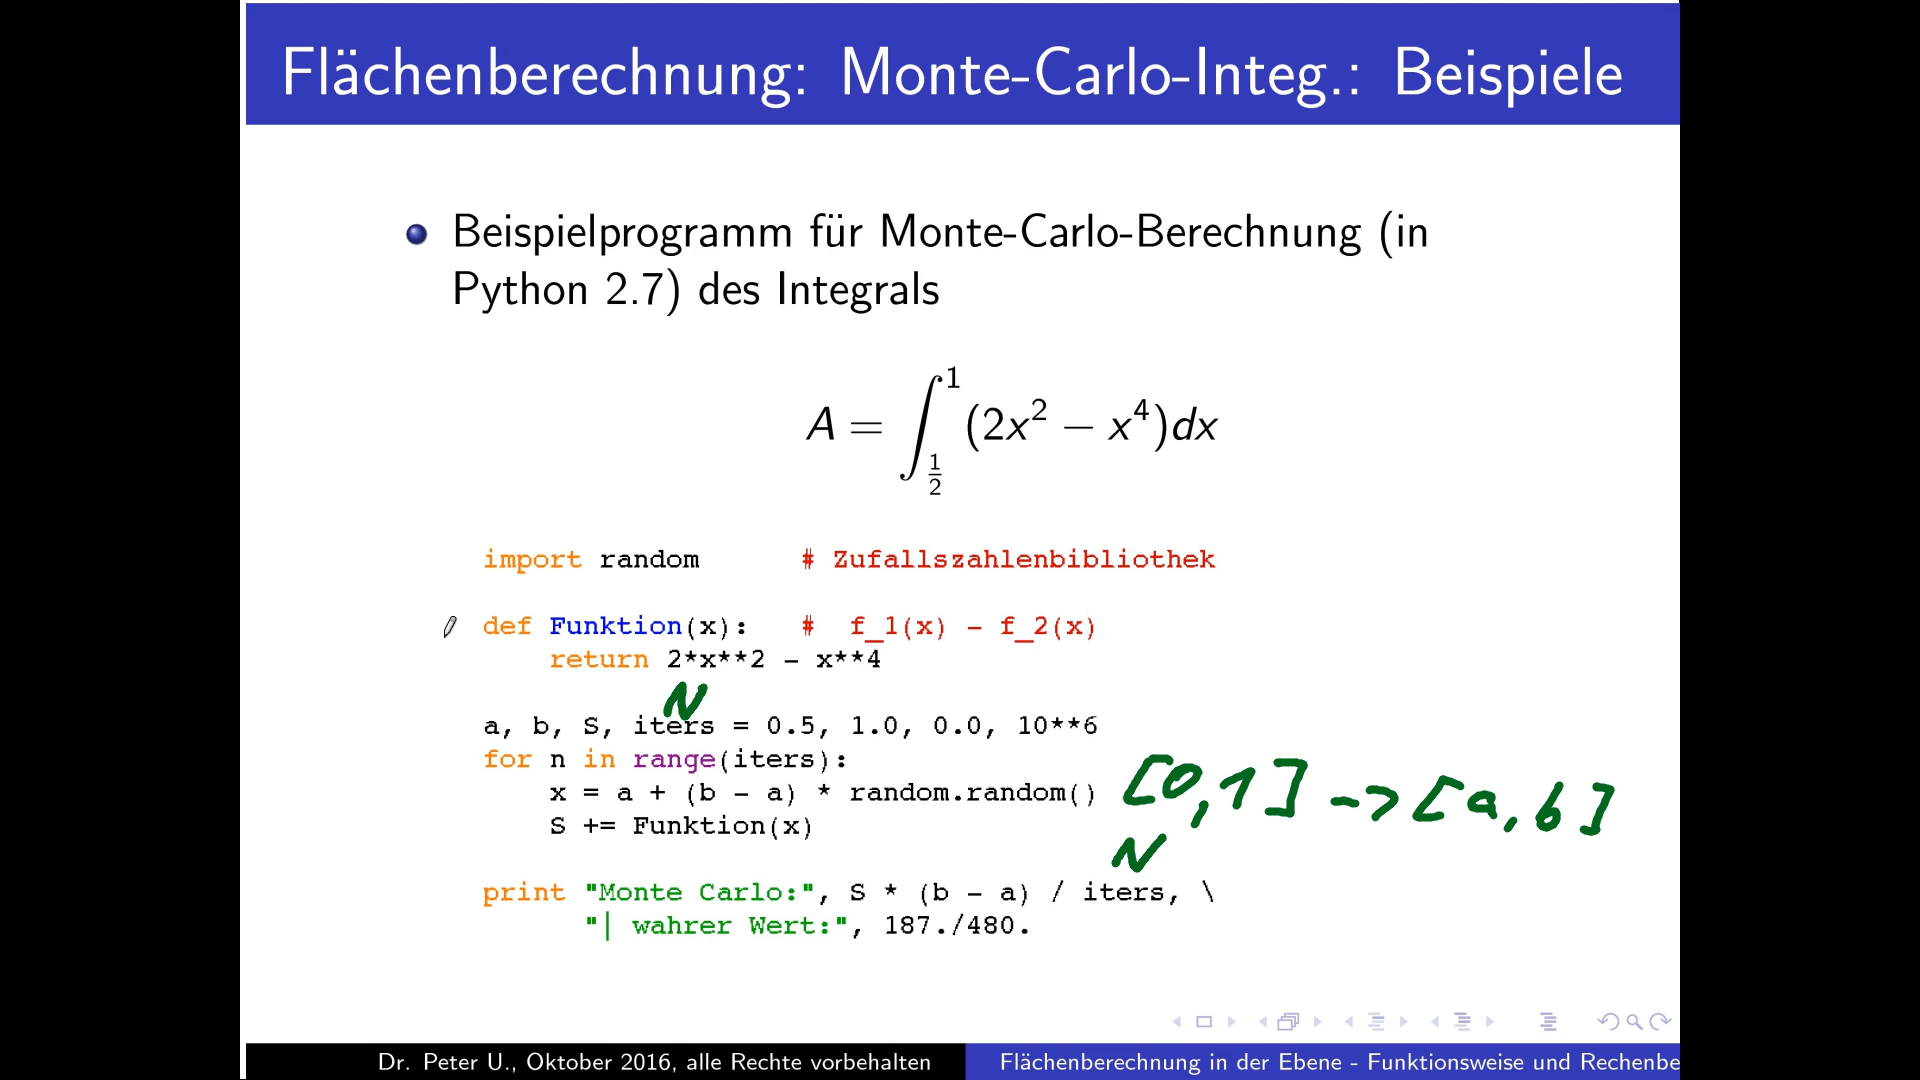 Flächenberechnung: Monte-Carlo-Integ.: Beispiele
Beispielprogramm für Monte-Carlo-Berechnung (in
Python 2.7) des Integrals
A = ∫_{1/2}^{1} (2x² − x⁴)dx
import random # Zufallszahlenbibliothek
def Funktion(x): # f_1(x) - f_2(x)
return 2*x**2 - x**4
N
a, b, S, iters = 0.5, 1.0, 0.0, 10**6
for n in range(iters):
x = a + (b - a) * random.random() [0,1] -> [a,b]
S += Funktion(x)
N
print "Monte Carlo:", S * (b - a) / iters, \
"| wahrer Wert:", 187./480.
Dr. Peter U., Oktober 2016, alle Rechte vorbehalten Flächenberechnung in der Ebene - Funktionsweise und Rechenbe